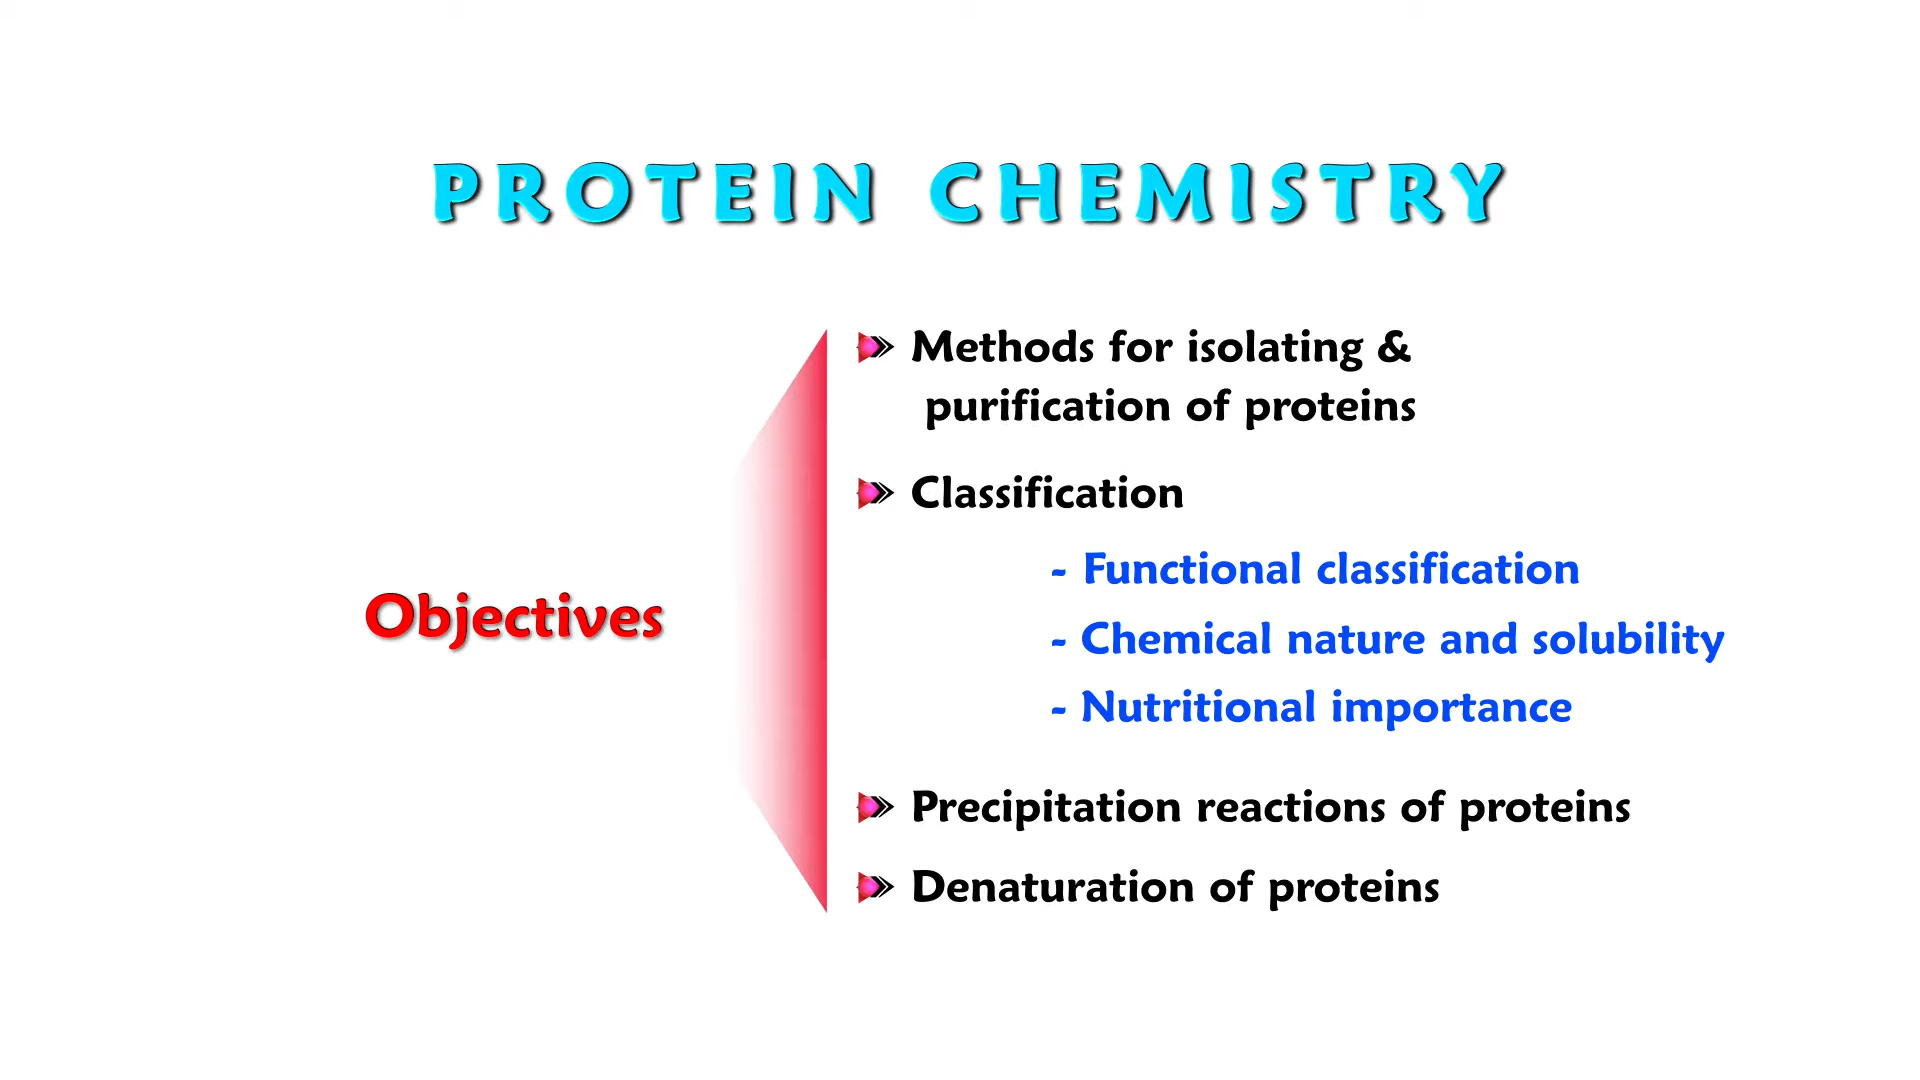 PROTEIN CHEMISTRY
Objectives
Methods for isolating &
purification of proteins
Classification
- Functional classification
- Chemical nature and solubility
- Nutritional importance
Precipitation reactions of proteins
Denaturation of proteins